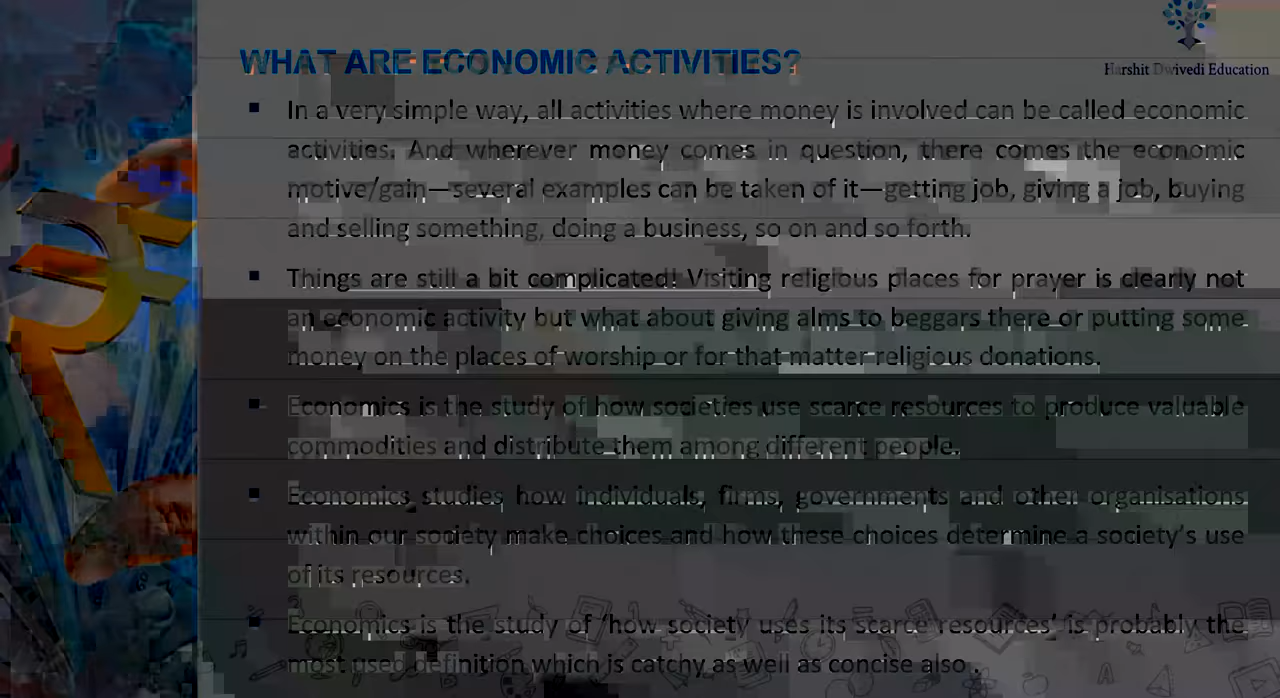 WHAT ARE ECONOMIC ACTIVITIES?
Harshit Dwivedi Education
▪ In a very simple way, all activities where money is involved can be called economic
activities. And wherever money comes in question, there comes the economic
motive/gain—several examples can be taken of it—getting job, giving a job, buying
and selling something, doing a business, so on and so forth.
▪ Things are still a bit complicated! Visiting religious places for prayer is clearly not
an economic activity but what about giving alms to beggars there or putting some
money on the places of worship or for that matter religious donations.
▪ Economics is the study of how societies use scarce resources to produce valuable
commodities and distribute them among different people.
▪ Economics studies how individuals, firms, governments and other organisations
within our society make choices and how these choices determine a society's use
of its resources.
▪ Economics is the study of 'how society uses its scarce resources' is probably the
most used definition which is catchy as well as concise also .